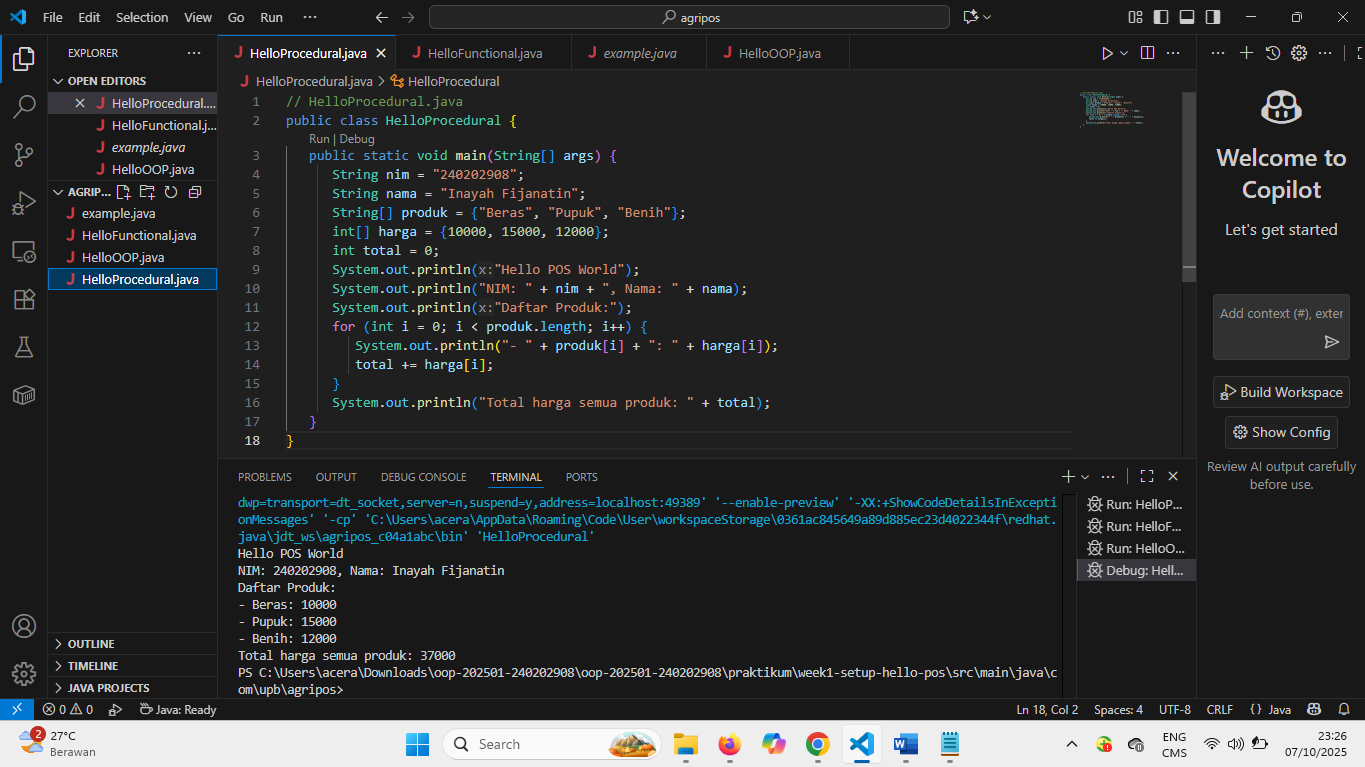 File Edit Selection View Go Run ··· agripos
EXPLORER ···
OPEN EDITORS
HelloProcedural....
HelloFunctional.j...
example.java
HelloOOP.java
AGRIP...
example.java
HelloFunctional.java
HelloOOP.java
HelloProcedural.java
OUTLINE
TIMELINE
JAVA PROJECTS
HelloProcedural.java HelloFunctional.java example.java HelloOOP.java
HelloProcedural.java > HelloProcedural
1 // HelloProcedural.java
2 public class HelloProcedural {
Run | Debug
3 public static void main(String[] args) {
4 String nim = "240202908";
5 String nama = "Inayah Fijanatin";
6 String[] produk = {"Beras", "Pupuk", "Benih"};
7 int[] harga = {10000, 15000, 12000};
8 int total = 0;
9 System.out.println(x:"Hello POS World");
10 System.out.println("NIM: " + nim + ", Nama: " + nama);
11 System.out.println(x:"Daftar Produk:");
12 for (int i = 0; i < produk.length; i++) {
13 System.out.println("- " + produk[i] + ": " + harga[i]);
14 total += harga[i];
15 }
16 System.out.println("Total harga semua produk: " + total);
17 }
18 }
PROBLEMS OUTPUT DEBUG CONSOLE TERMINAL PORTS
dwp=transport=dt_socket,server=n,suspend=y,address=localhost:49389' '--enable-preview' '-XX:+ShowCodeDetailsInExcepti
onMessages' '-cp' 'C:\Users\acera\AppData\Roaming\Code\User\workspaceStorage\0361ac845649a89d885ec23d4022344f\redhat.
java\jdt_ws\agripos_c04a1abc\bin' 'HelloProcedural'
Hello POS World
NIM: 240202908, Nama: Inayah Fijanatin
Daftar Produk:
- Beras: 10000
- Pupuk: 15000
- Benih: 12000
Total harga semua produk: 37000
PS C:\Users\acera\Downloads\oop-202501-240202908\oop-202501-240202908\praktikum\week1-setup-hello-pos\src\main\java\c
om\upb\agripos>
Run: HelloP...
Run: HelloF...
Run: HelloO...
Debug: Hell...
Welcome to
Copilot
Let's get started
Add context (#), exter
Build Workspace
Show Config
Review AI output carefully
before use.
0 0 Java: Ready Ln 18, Col 2 Spaces: 4 UTF-8 CRLF {} Java
2
27°C
Berawan
Search
ENG
CMS
23:26
07/10/2025